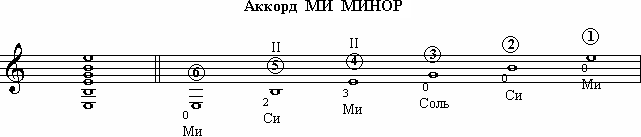 Аккорд МИ МИНОР
II II
6 5 4 3 2 1
0 2 3 0 0 0
Ми Си Ми Соль Си Ми